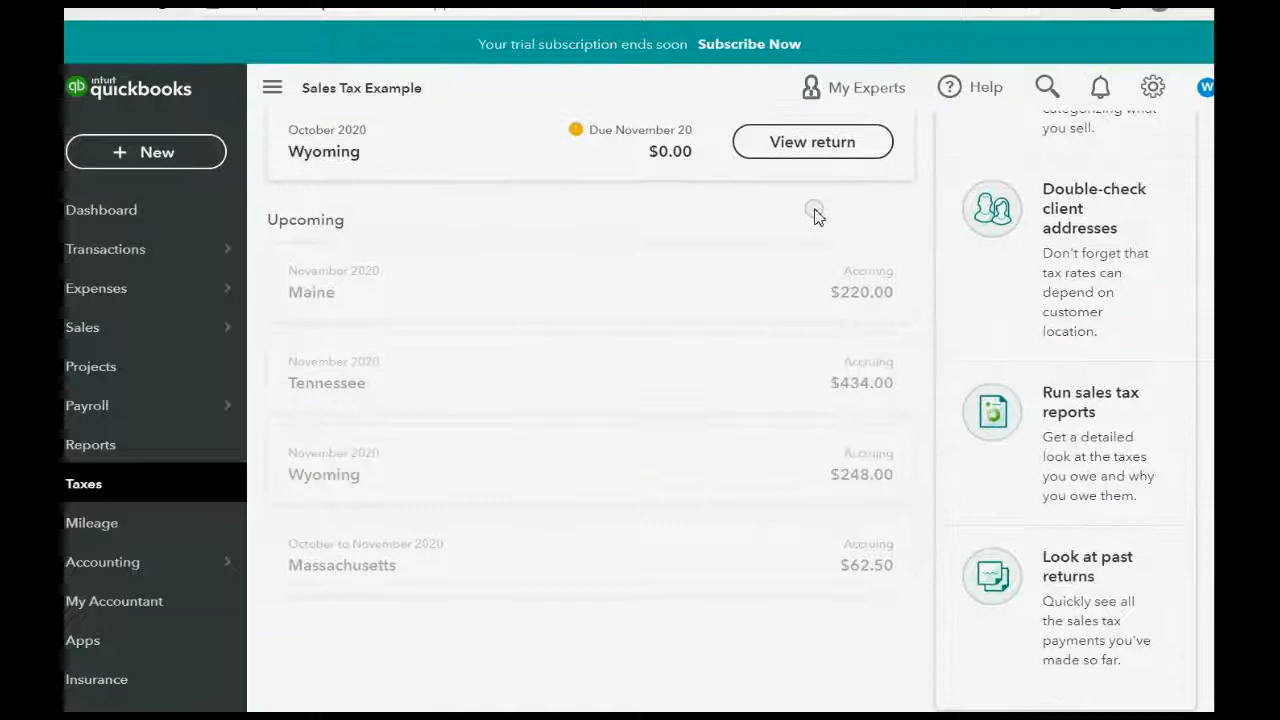 Your trial subscription ends soon Subscribe Now
intuit
quickbooks
Sales Tax Example
My Experts
Help
W
+ New
Dashboard
Transactions
Expenses
Sales
Projects
Payroll
Reports
Taxes
Mileage
Accounting
My Accountant
Apps
Insurance
October 2020
Due November 20
Wyoming
$0.00
View return
Upcoming
November 2020
Accruing
Maine
$220.00
November 2020
Accruing
Tennessee
$434.00
November 2020
Accruing
Wyoming
$248.00
October to November 2020
Accruing
Massachusetts
$62.50
categorizing what
you sell.
Double-check
client
addresses
Don't forget that
tax rates can
depend on
customer
location.
Run sales tax
reports
Get a detailed
look at the taxes
you owe and why
you owe them.
Look at past
returns
Quickly see all
the sales tax
payments you've
made so far.